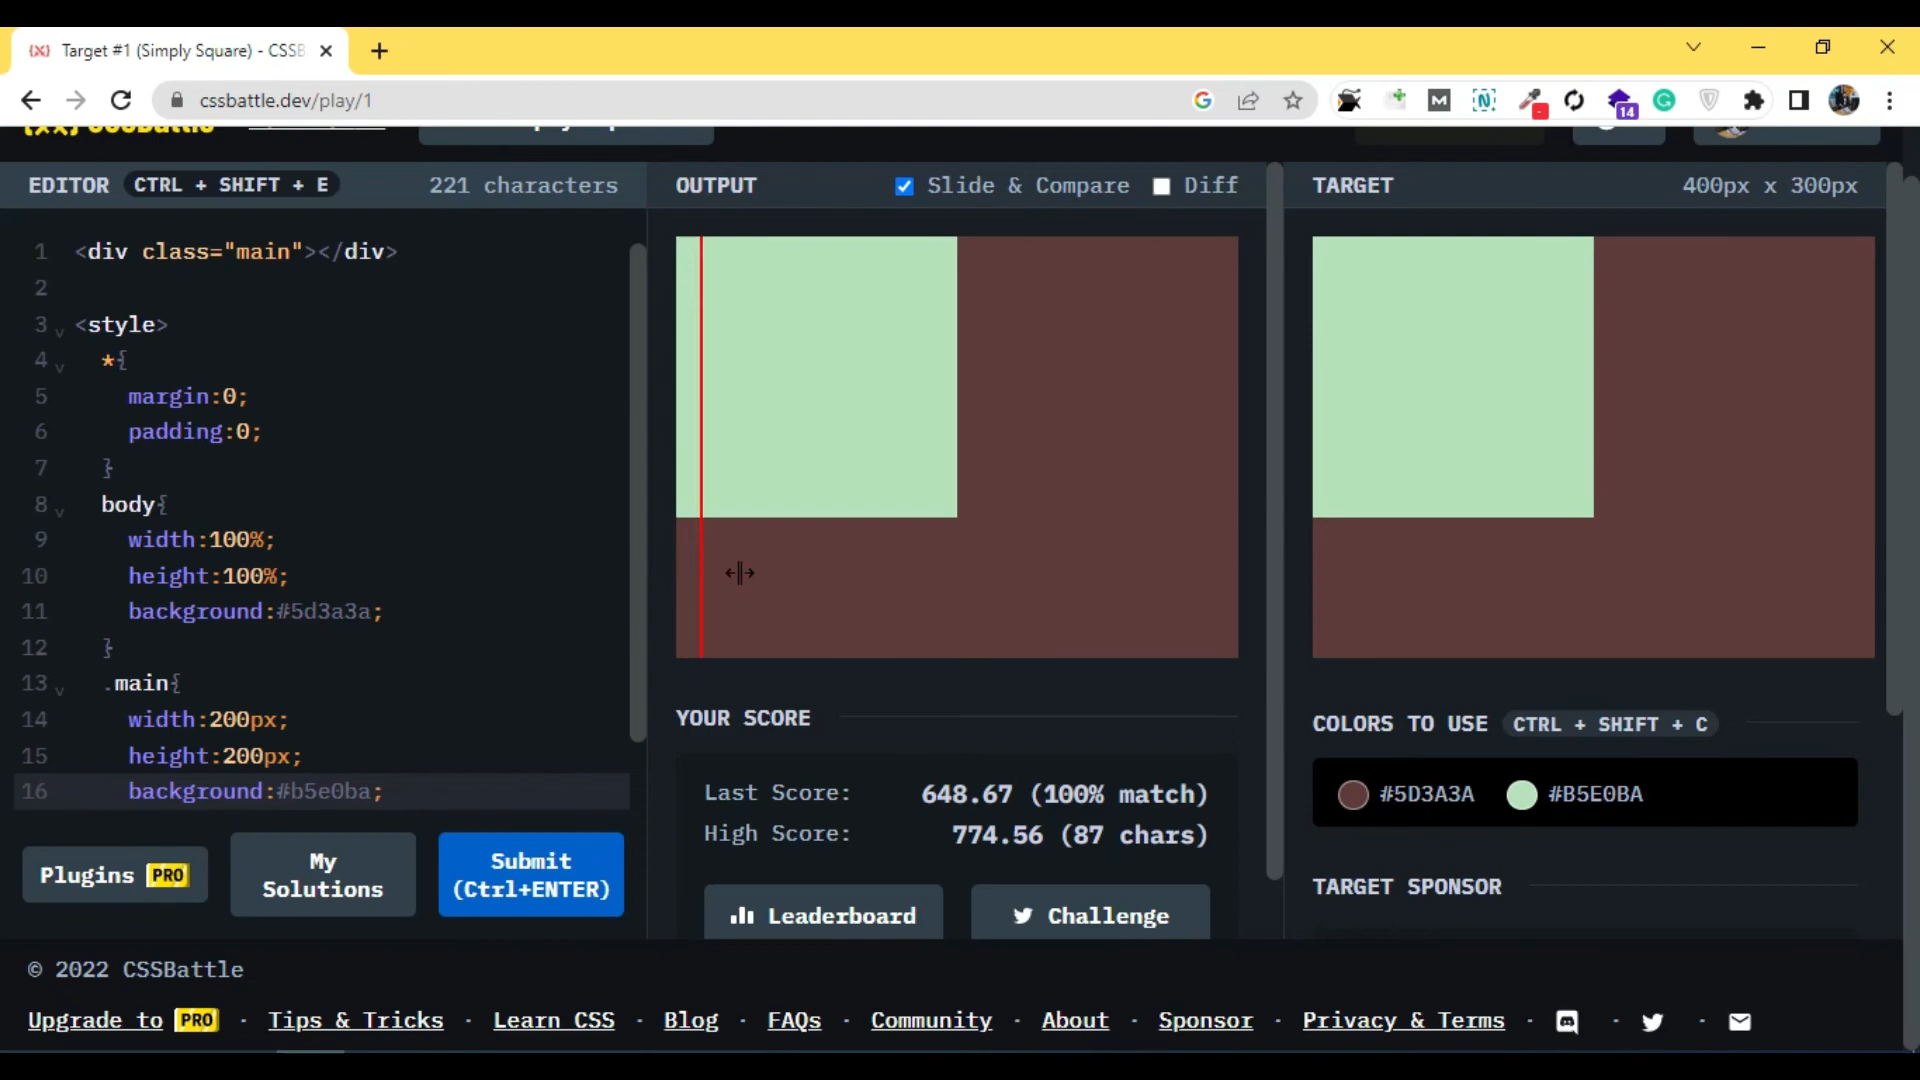 Target #1 (Simply Square) - CSSB
cssbattle.dev/play/1
14
EDITOR CTRL + SHIFT + E 221 characters
OUTPUT Slide & Compare Diff
TARGET 400px x 300px
1 <div class="main"></div>
2
3 <style>
4 *{
5 margin:0;
6 padding:0;
7 }
8 body{
9 width:100%;
10 height:100%;
11 background:#5d3a3a;
12 }
13 .main{
14 width:200px;
15 height:200px;
16 background:#b5e0ba;
Plugins PRO
My
Solutions
Submit
(Ctrl+ENTER)
YOUR SCORE
Last Score: 648.67 (100% match)
High Score: 774.56 (87 chars)
Leaderboard
Challenge
COLORS TO USE CTRL + SHIFT + C
#5D3A3A #B5E0BA
TARGET SPONSOR
© 2022 CSSBattle
Upgrade to PRO · Tips & Tricks · Learn CSS · Blog · FAQs · Community · About · Sponsor · Privacy & Terms · · ·